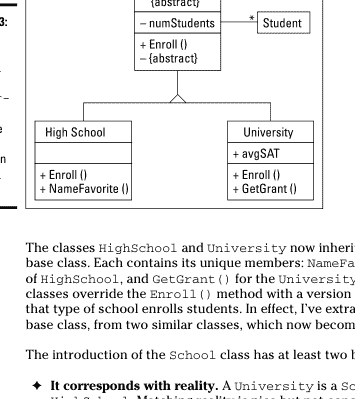 3:
{abstract}
– numStudents
*
Student
+ Enroll ()
– {abstract}
High School
University
+ avgSAT
+ Enroll ()
+ NameFavorite ()
+ Enroll ()
+ GetGrant ()
The classes HighSchool and University now inheri
base class. Each contains its unique members: NameFa
of HighSchool, and GetGrant() for the University
classes override the Enroll() method with a version
that type of school enrolls students. In effect, I've extra
base class, from two similar classes, which now becom
The introduction of the School class has at least two b
✦ It corresponds with reality. A University is a Sc